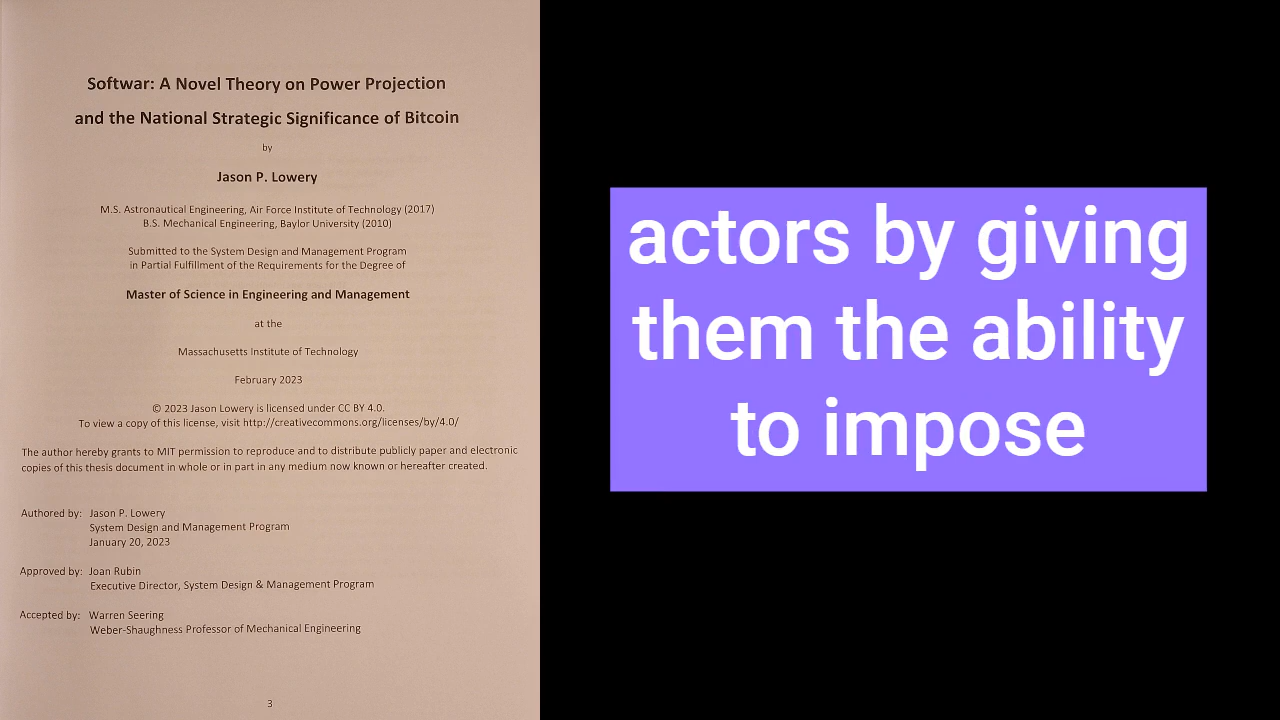 Softwar: A Novel Theory on Power Projection
and the National Strategic Significance of Bitcoin
by
Jason P. Lowery
M.S. Astronautical Engineering, Air Force Institute of Technology (2017)
B.S. Mechanical Engineering, Baylor University (2010)
Submitted to the System Design and Management Program
in Partial Fulfillment of the Requirements for the Degree of
Master of Science in Engineering and Management
at the
Massachusetts Institute of Technology
February 2023
© 2023 Jason Lowery is licensed under CC BY 4.0.
To view a copy of this license, visit http://creativecommons.org/licenses/by/4.0/
The author hereby grants to MIT permission to reproduce and to distribute publicly paper and electronic
copies of this thesis document in whole or in part in any medium now known or hereafter created.
Authored by: Jason P. Lowery
System Design and Management Program
January 20, 2023
Approved by: Joan Rubin
Executive Director, System Design & Management Program
Accepted by: Warren Seering
Weber-Shaughness Professor of Mechanical Engineering
3
actors by giving
them the ability
to impose